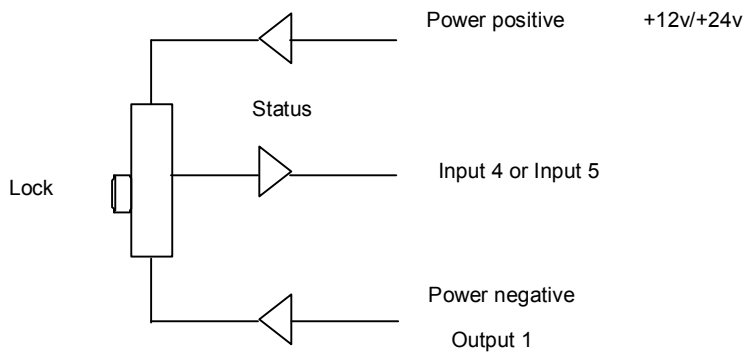 Power positive +12v/+24v
Status
Input 4 or Input 5
Lock
Power negative
Output 1